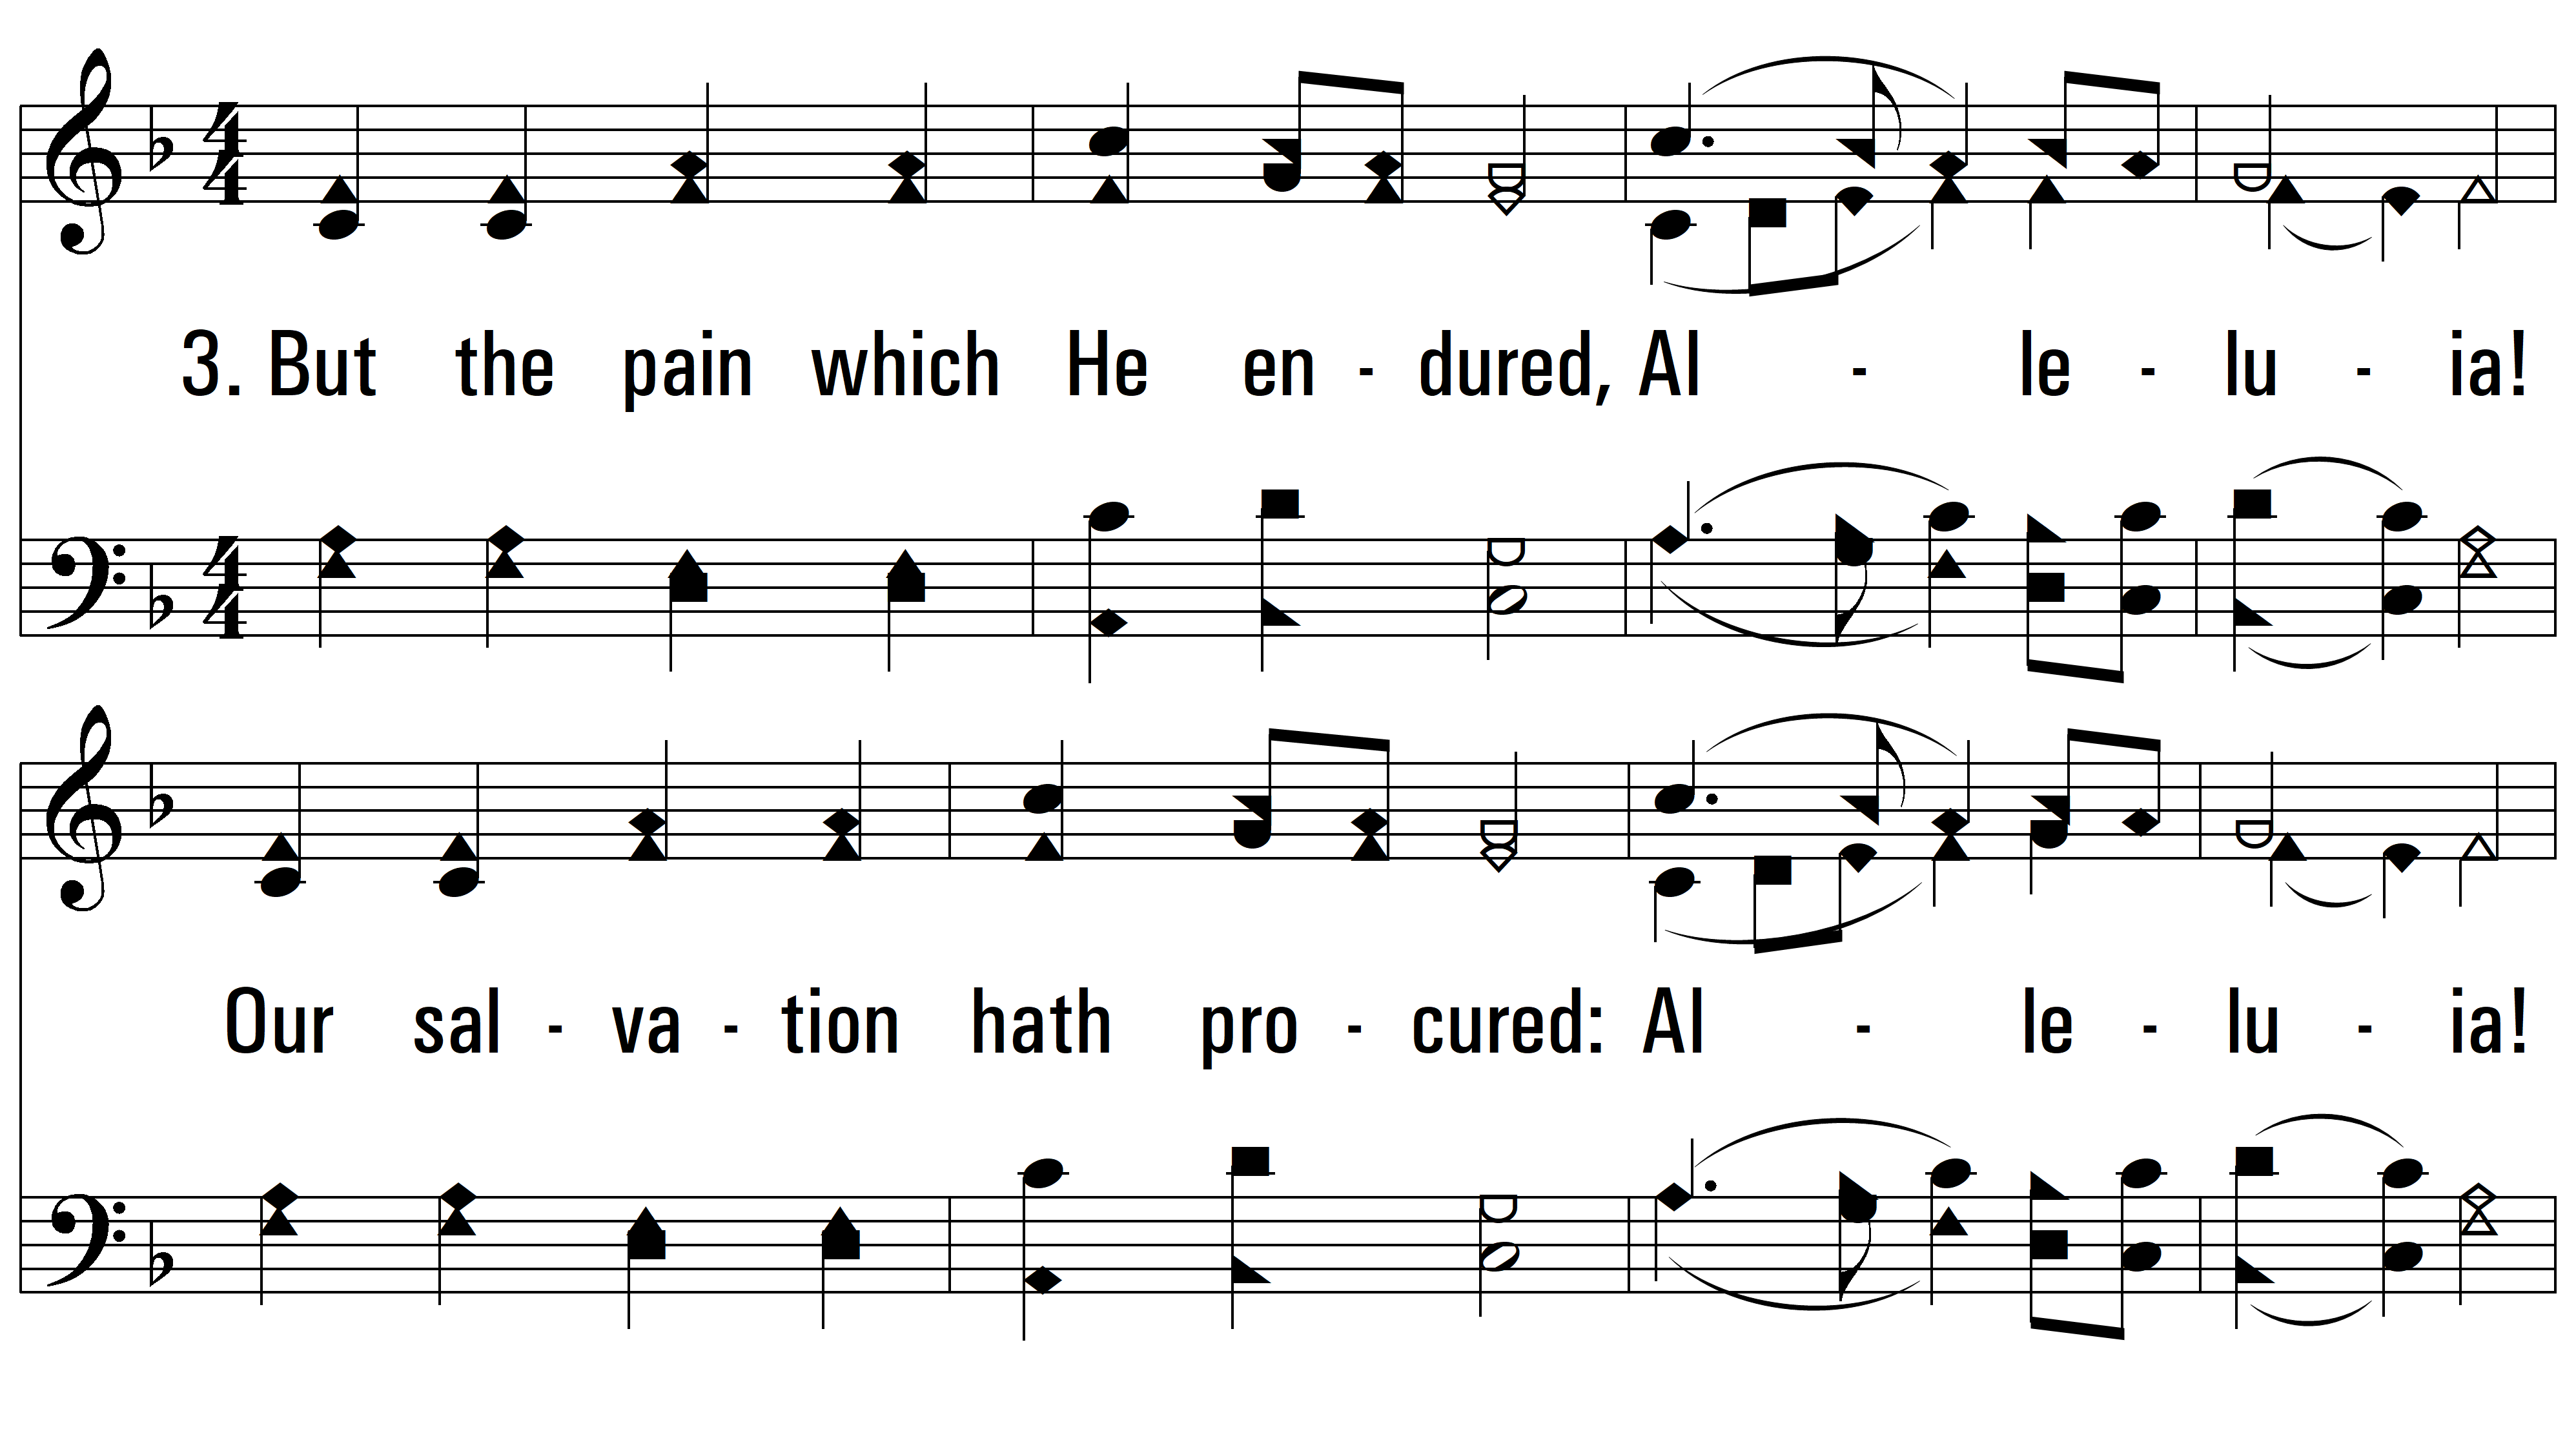 3. But the pain which He en - dured, Al - le - lu - ia!
Our sal - va - tion hath pro - cured: Al - le - lu - ia!